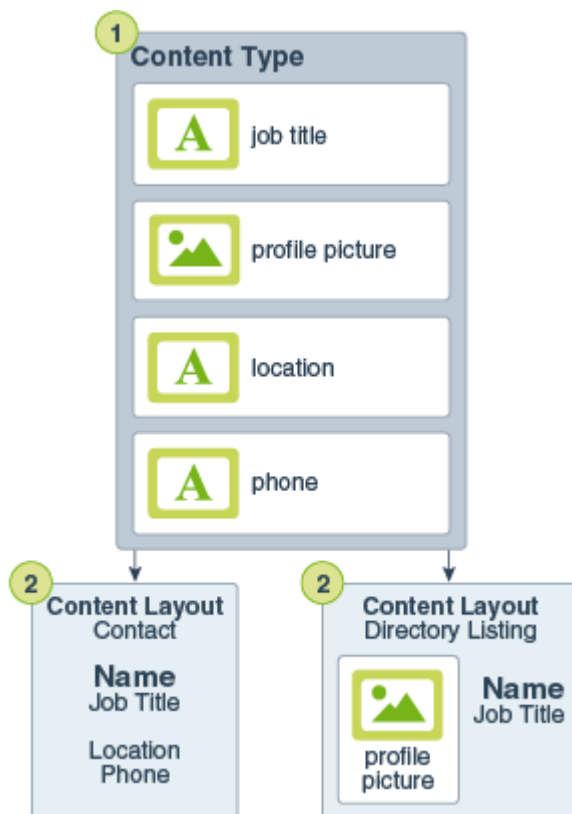 1
Content Type
A
job title
profile picture
A
location
A
phone
2
Content Layout
Contact
Name
Job Title
Location
Phone
2
Content Layout
Directory Listing
profile
picture
Name
Job Title